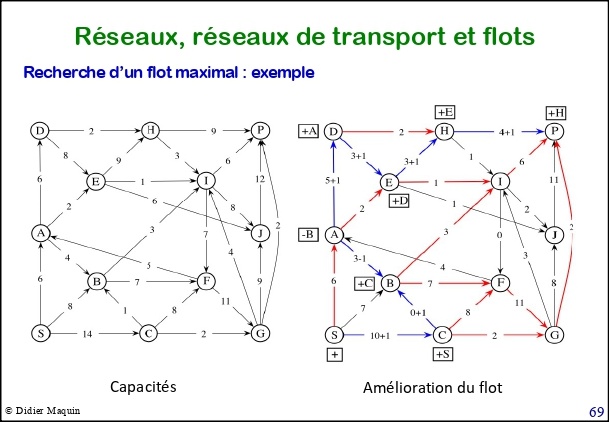 Réseaux, réseaux de transport et flots
Recherche d'un flot maximal : exemple
D 2 H 9 P
8 9 3 6
E 1 I 12
6 2 6 8
A 3 J 2
4 5 7
6 B 7 F 4 9
8 1 8 11
S 14 C 2 G
+E +H
+A D 2 H 4+1 P
3+1 3+1 1 6
E 1 I 11
5+1 2 +D 1 2
-B A 3 J 2
3-1 4 0 3
6 +C B 7 F 8
7 0+1 8 11
S 10+1 C 2 G
+ +S
Capacités Amélioration du flot
© Didier Maquin 69